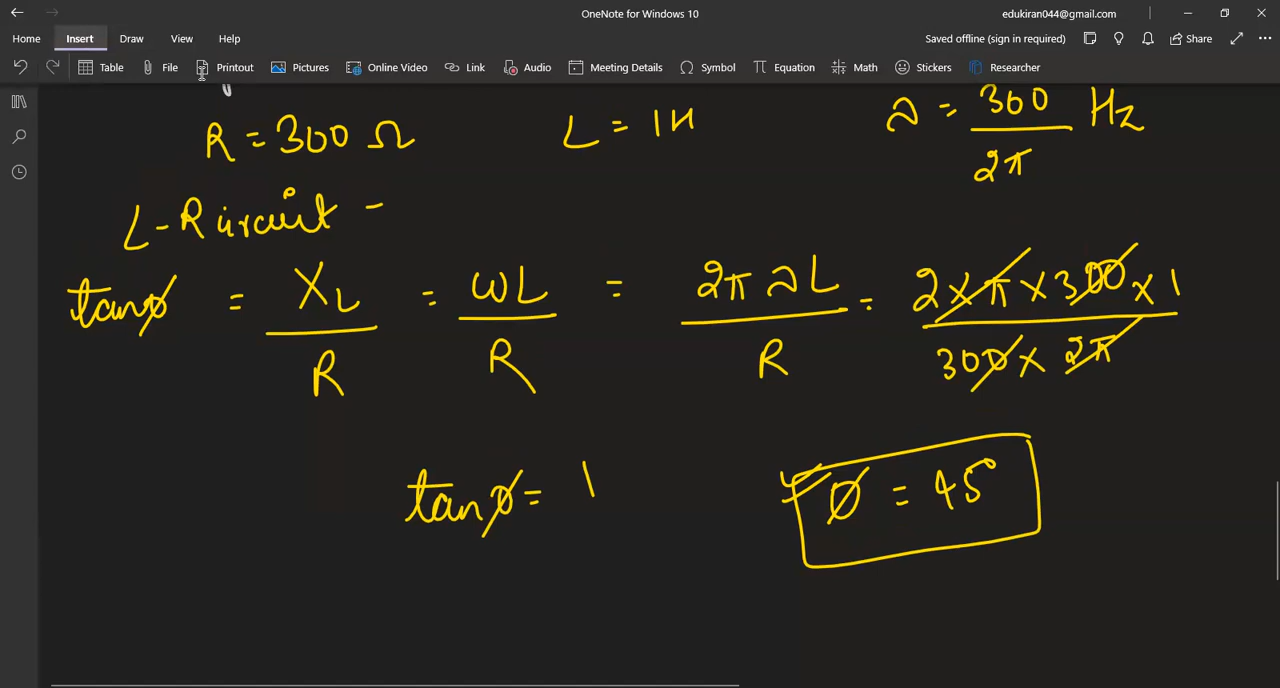 OneNote for Windows 10
edukiran044@gmail.com
Home Insert Draw View Help
Saved offline (sign in required) Share
Table File Printout Pictures Online Video Link Audio Meeting Details Symbol Equation Math Stickers Researcher
R = 300 Ω L = 1H ν = 300/2π Hz
L-R circuit -
tanϕ = X_L/R = ωL/R = 2πνL/R = 2×π×300×1/300×2π
tanϕ = 1 ϕ = 45°